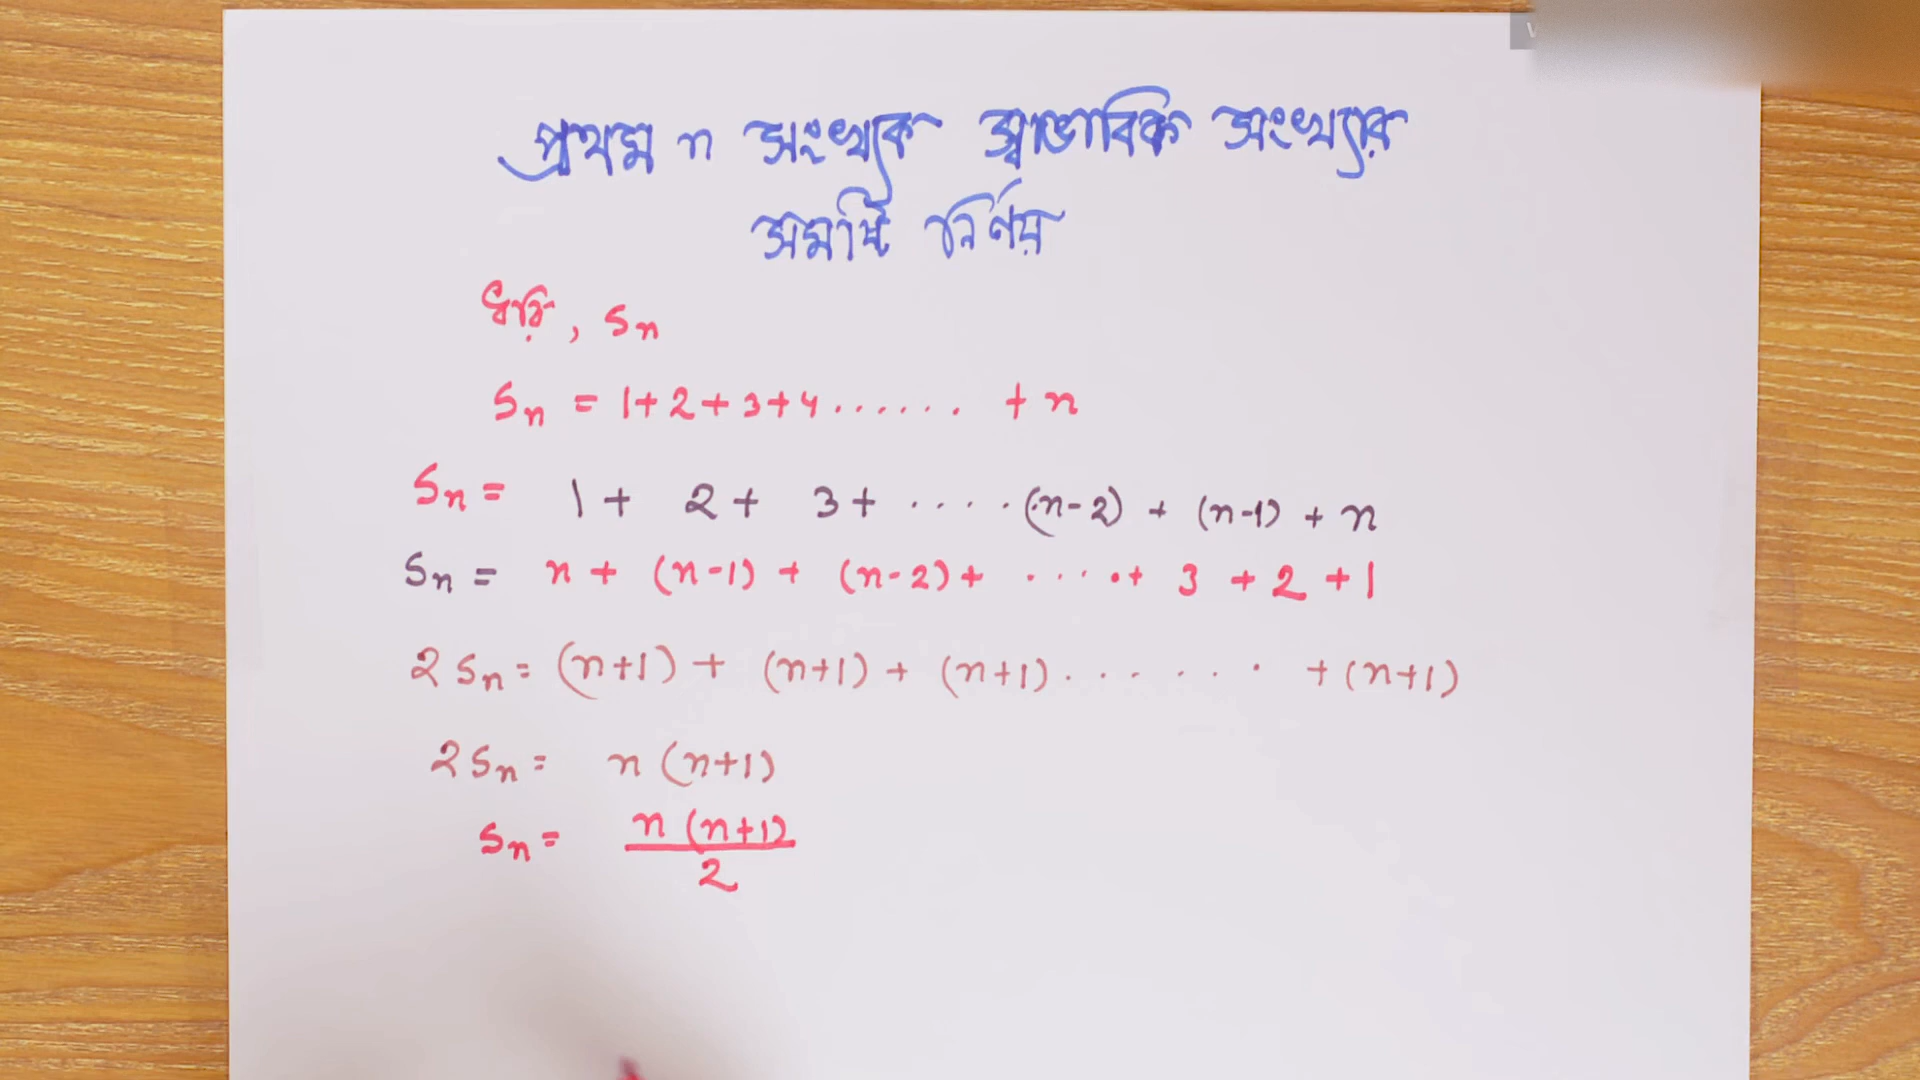 প্রথম n সংখ্যক স্বাভাবিক সংখ্যার
সমষ্টি নির্ণয়
ধরি, Sn
Sn = 1+2+3+4...... + n
Sn = 1 + 2 + 3 + .....(n-2) + (n-1) + n
Sn = n + (n-1) + (n-2) + .....+ 3 + 2 + 1
2Sn = (n+1) + (n+1) + (n+1)....... + (n+1)
2Sn = n (n+1)
Sn = n (n+1)
2